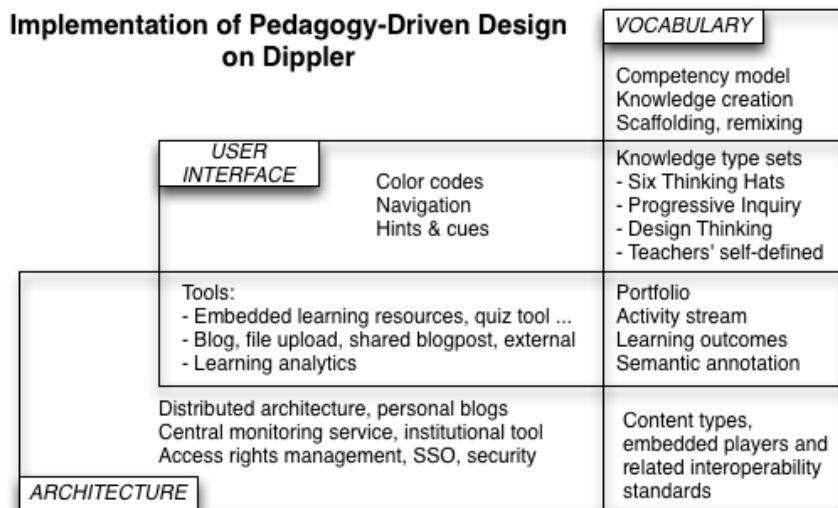 Implementation of Pedagogy-Driven Design
on Dippler
VOCABULARY
Competency model
Knowledge creation
Scaffolding, remixing
USER
INTERFACE
Color codes
Navigation
Hints & cues
Knowledge type sets
- Six Thinking Hats
- Progressive Inquiry
- Design Thinking
- Teachers' self-defined
Tools:
- Embedded learning resources, quiz tool ...
- Blog, file upload, shared blogpost, external
- Learning analytics
Portfolio
Activity stream
Learning outcomes
Semantic annotation
Distributed architecture, personal blogs
Central monitoring service, institutional tool
Access rights management, SSO, security
Content types,
embedded players and
related interoperability
standards
ARCHITECTURE